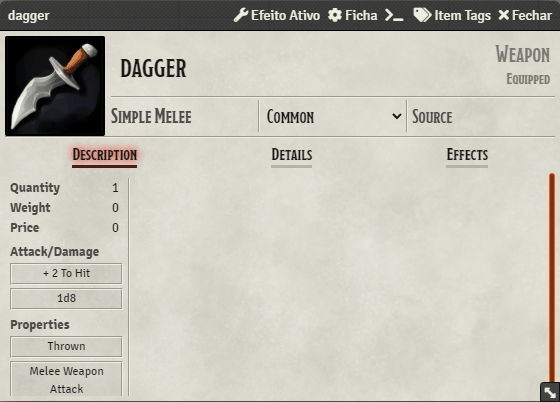 dagger Efeito Ativo Ficha Item Tags Fechar
DAGGER
WEAPON
EQUIPPED
SIMPLE MELEE COMMON SOURCE
DESCRIPTION DETAILS EFFECTS
Quantity 1
Weight 0
Price 0
Attack/Damage
+ 2 To Hit
1d8
Properties
Thrown
Melee Weapon
Attack